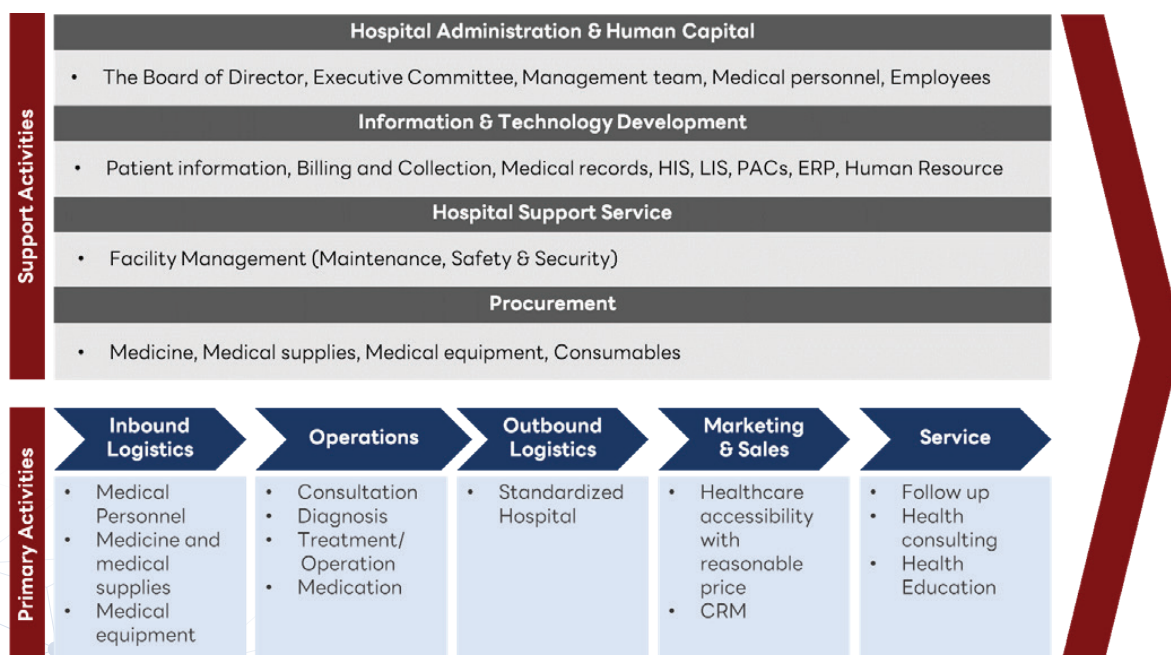 Support Activities
Hospital Administration & Human Capital
• The Board of Director, Executive Committee, Management team, Medical personnel, Employees
Information & Technology Development
• Patient information, Billing and Collection, Medical records, HIS, LIS, PACs, ERP, Human Resource
Hospital Support Service
• Facility Management (Maintenance, Safety & Security)
Procurement
• Medicine, Medical supplies, Medical equipment, Consumables
Primary Activities
Inbound
Logistics
• Medical
Personnel
• Medicine and
medical
supplies
• Medical
equipment
Operations
• Consultation
• Diagnosis
• Treatment/
Operation
• Medication
Outbound
Logistics
• Standardized
Hospital
Marketing
& Sales
• Healthcare
accessibility
with
reasonable
price
• CRM
Service
• Follow up
• Health
consulting
• Health
Education